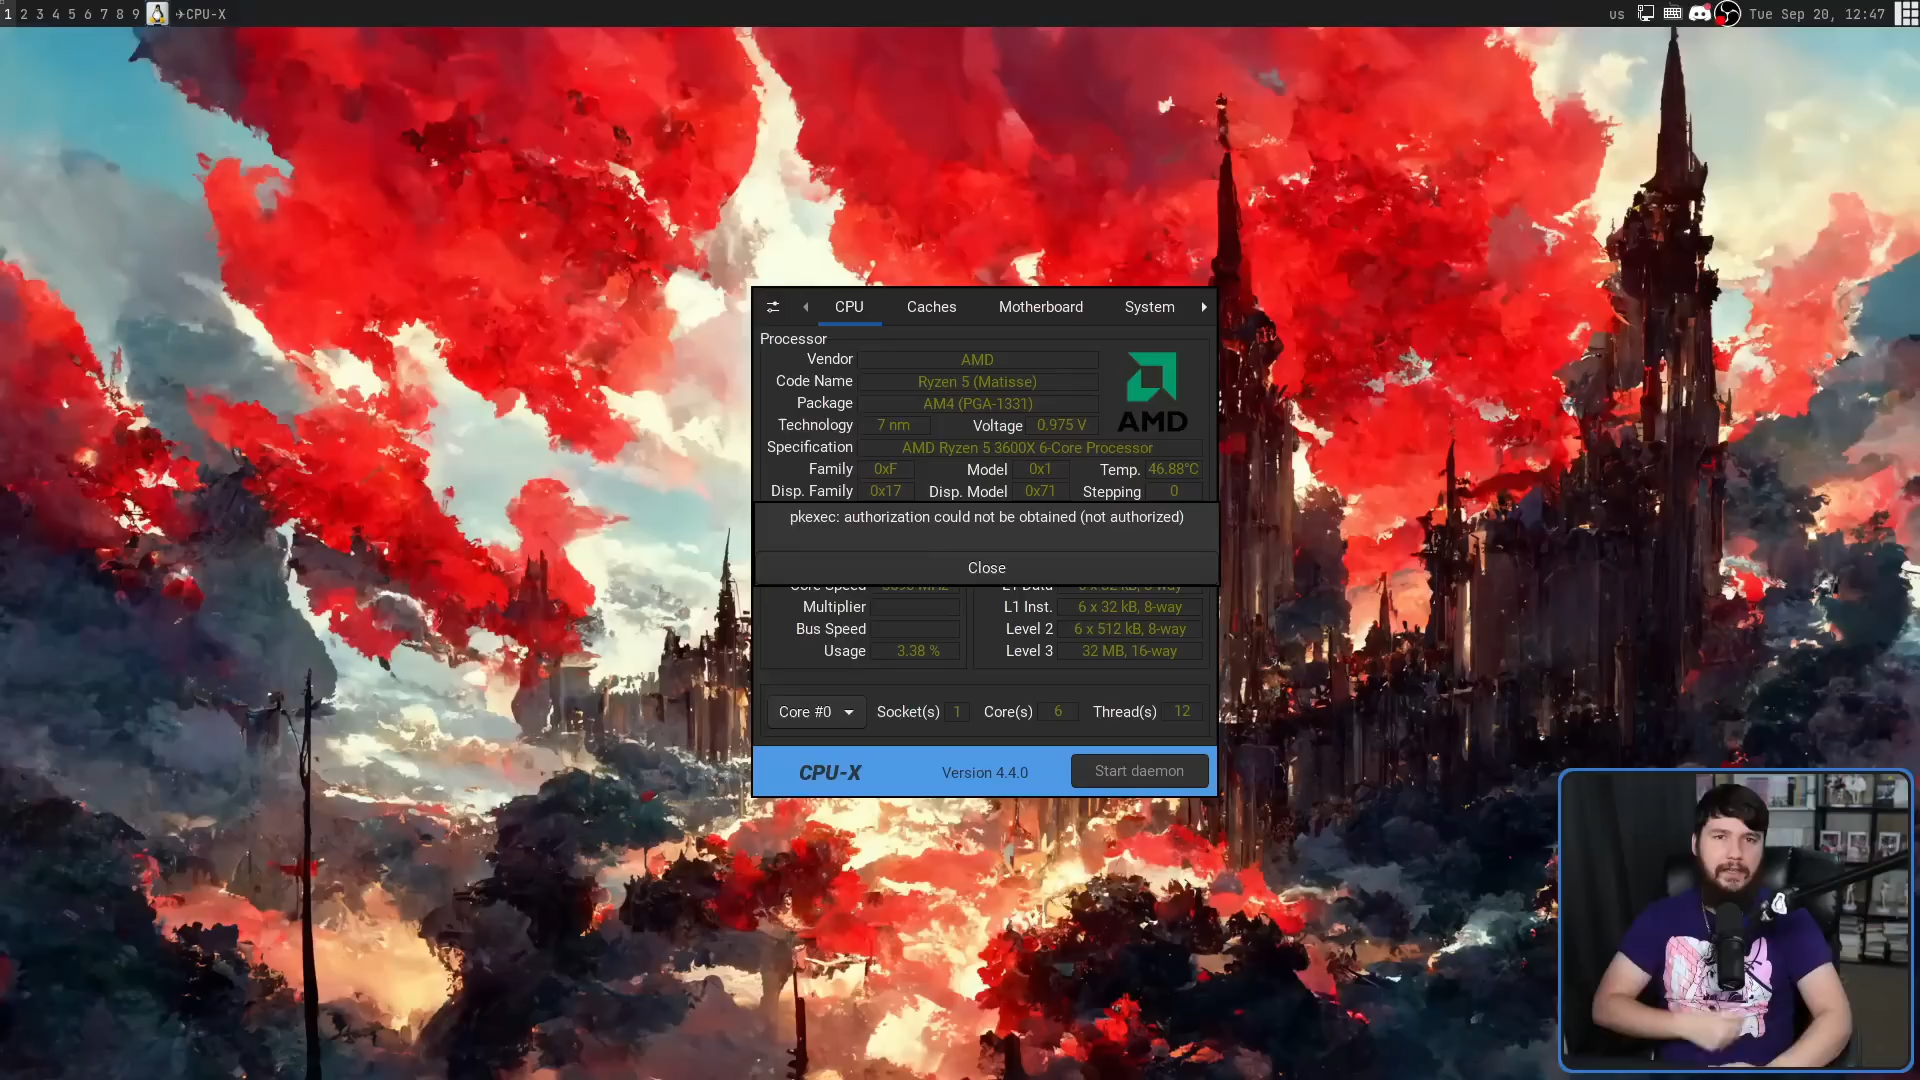 1 2 3 4 5 6 7 8 9 ✈CPU-X us Tue Sep 20, 12:47
CPU Caches Motherboard System
Processor
Vendor AMD
Code Name Ryzen 5 (Matisse)
Package AM4 (PGA-1331)
Technology 7 nm Voltage 0.975 V
AMD
Specification AMD Ryzen 5 3600X 6-Core Processor
Family 0xF Model 0x1 Temp. 46.88°C
Disp. Family 0x17 Disp. Model 0x71 Stepping 0
pkexec: authorization could not be obtained (not authorized)
Close
Core Speed L1 Data
Multiplier L1 Inst. 6 x 32 kB, 8-way
Bus Speed Level 2 6 x 512 kB, 8-way
Usage 3.38 % Level 3 32 MB, 16-way
Core #0 Socket(s) 1 Core(s) 6 Thread(s) 12
CPU-X Version 4.4.0 Start daemon